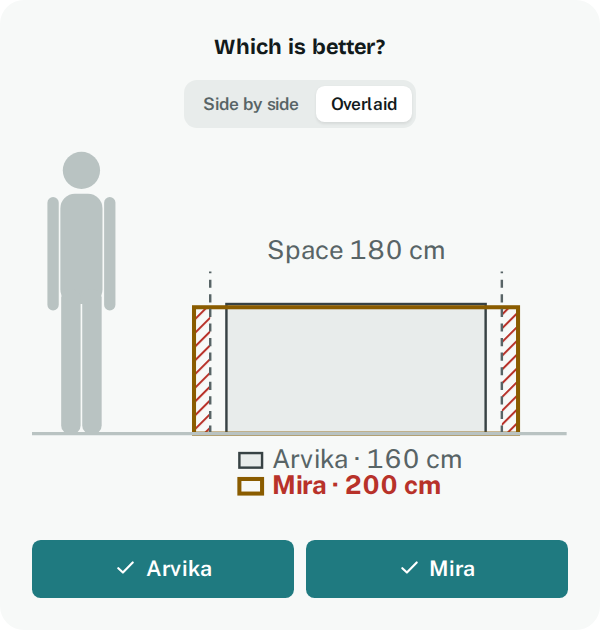 Which is better?
Side by side
Overlaid
Space 180 cm
Arvika · 160 cm
Mira · 200 cm
Arvika
Mira